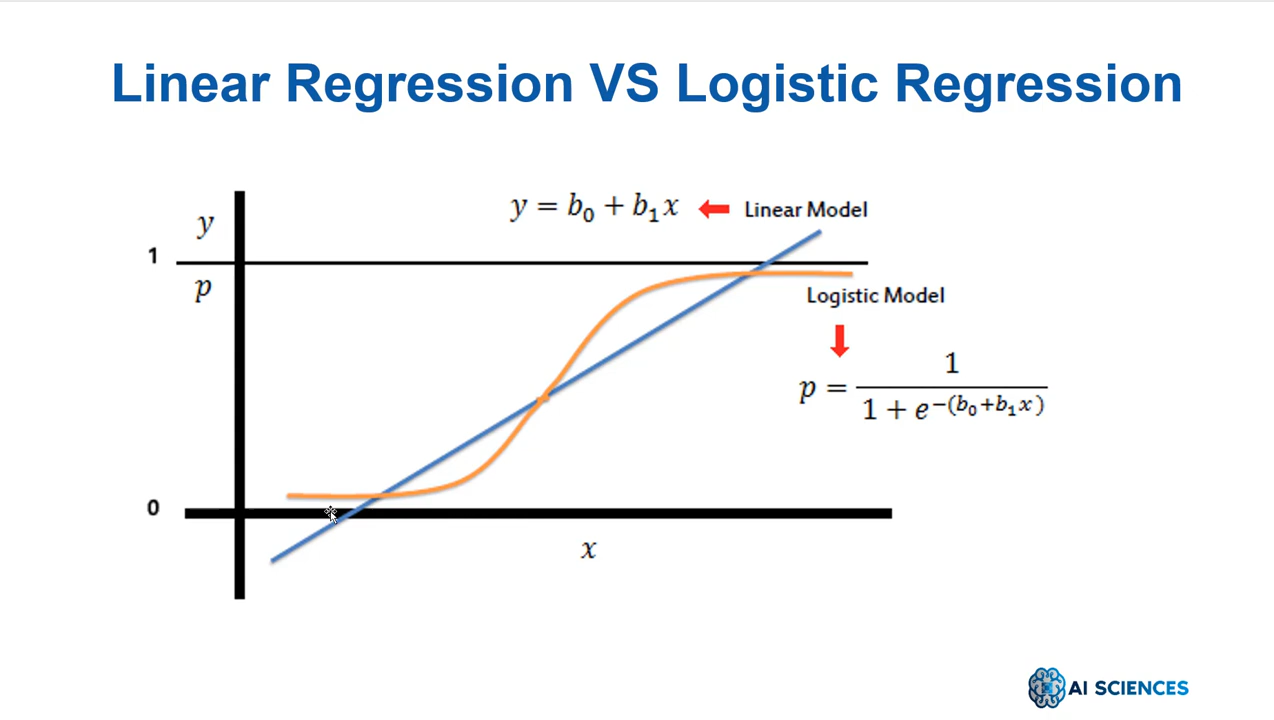 Linear Regression VS Logistic Regression
y
y = b₀ + b₁x
Linear Model
1
p
Logistic Model
p = 1 / (1 + e^−(b₀+b₁x))
0
x
AI SCIENCES